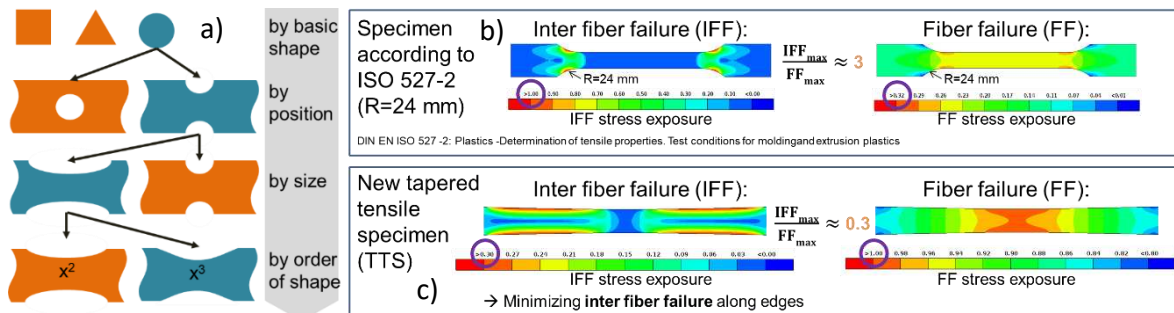 a)
by basic
shape
by
position
by size
x²
x³
by order
of shape
Specimen
according to
ISO 527-2
(R=24 mm)
b)
Inter fiber failure (IFF):
R=24 mm
>1.00 0.90 0.80 0.70 0.60 0.50 0.40 0.30 0.20 0.10 <0.00
IFF stress exposure
IFFmax
FFmax
≈ 3
Fiber failure (FF):
R=24 mm
>0.32 0.29 0.26 0.23 0.19 0.16 0.13 0.10 0.07 0.04 <0.01
FF stress exposure
DIN EN ISO 527 -2: Plastics -Determination of tensile properties. Test conditions for moldingand extrusion plastics
New tapered
tensile
specimen
(TTS)
c)
Inter fiber failure (IFF):
>0.30 0.27 0.24 0.21 0.18 0.15 0.12 0.09 0.06 0.03 <0.00
IFF stress exposure
IFFmax
FFmax
≈ 0.3
Fiber failure (FF):
>1.00 0.98 0.96 0.94 0.92 0.90 0.88 0.86 0.84 0.82 <0.80
FF stress exposure
→ Minimizing inter fiber failure along edges